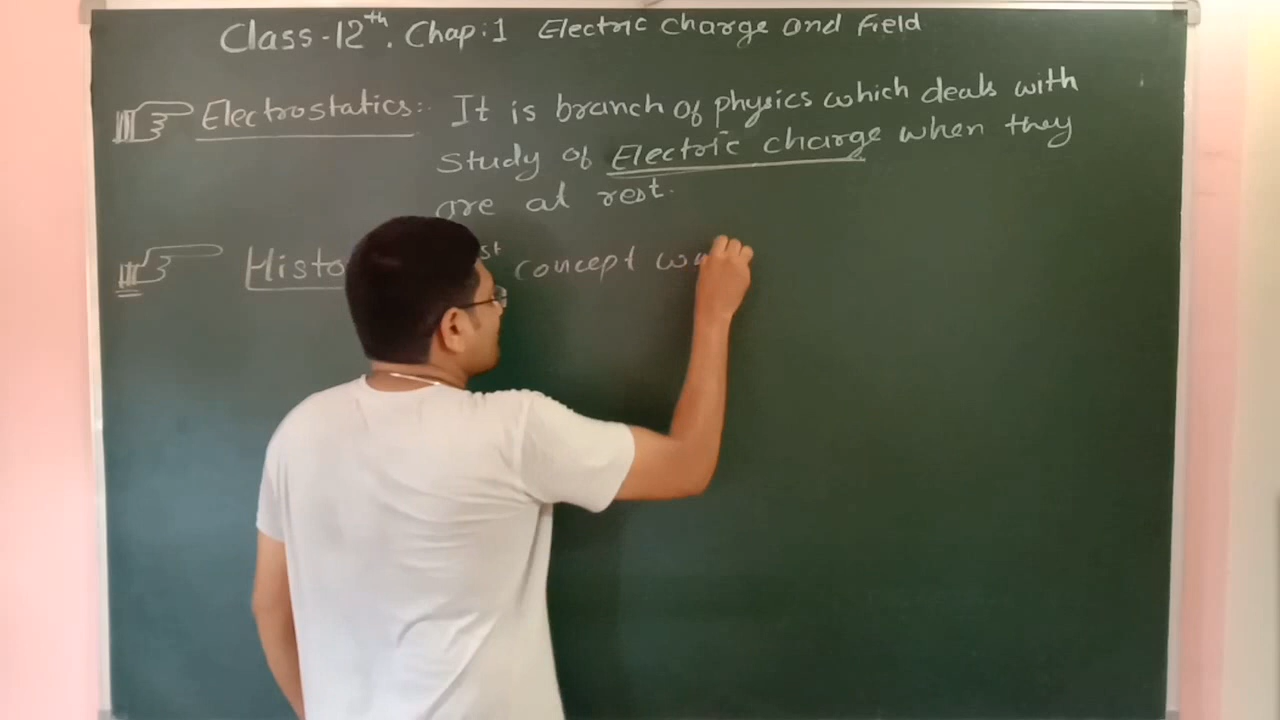 Class-12th. Chap:1 Electric Charge and Field
Electrostatics:- It is branch of physics which deals with
study of Electric charge when they
are at rest.
st concept